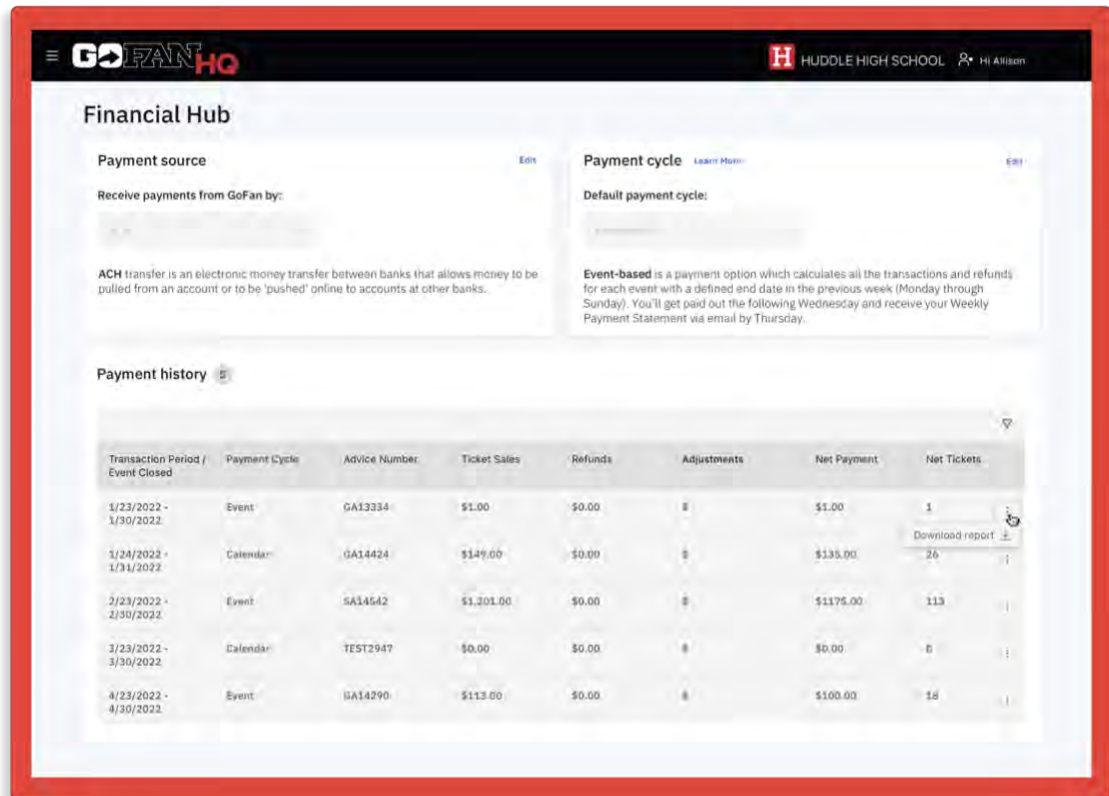 GOFAN HQ
H HUDDLE HIGH SCHOOL Hi Allison
Financial Hub
Payment source Edit
Receive payments from GoFan by:
ACH transfer is an electronic money transfer between banks that allows money to be
pulled from an account or to be 'pushed' online to accounts at other banks.
Payment cycle Learn More Edit
Default payment cycle:
Event-based is a payment option which calculates all the transactions and refunds
for each event with a defined end date in the previous week (Monday through
Sunday). You'll get paid out the following Wednesday and receive your Weekly
Payment Statement via email by Thursday.
Payment history 5
Transaction Period / Payment Cycle Advice Number Ticket Sales Refunds Adjustments Net Payment Net Tickets
Event Closed
1/23/2022 - Event GA13334 $1.00 $0.00 0 $1.00 1
1/30/2022
Download report
1/24/2022 - Calendar GA14424 $149.00 $0.00 0 $135.00 26
1/31/2022
2/23/2022 - Event SA14542 $1,201.00 $0.00 0 $1175.00 113
2/30/2022
3/23/2022 - Calendar TEST2947 $0.00 $0.00 0 $0.00 0
3/30/2022
4/23/2022 - Event GA14290 $113.00 $0.00 0 $100.00 18
4/30/2022